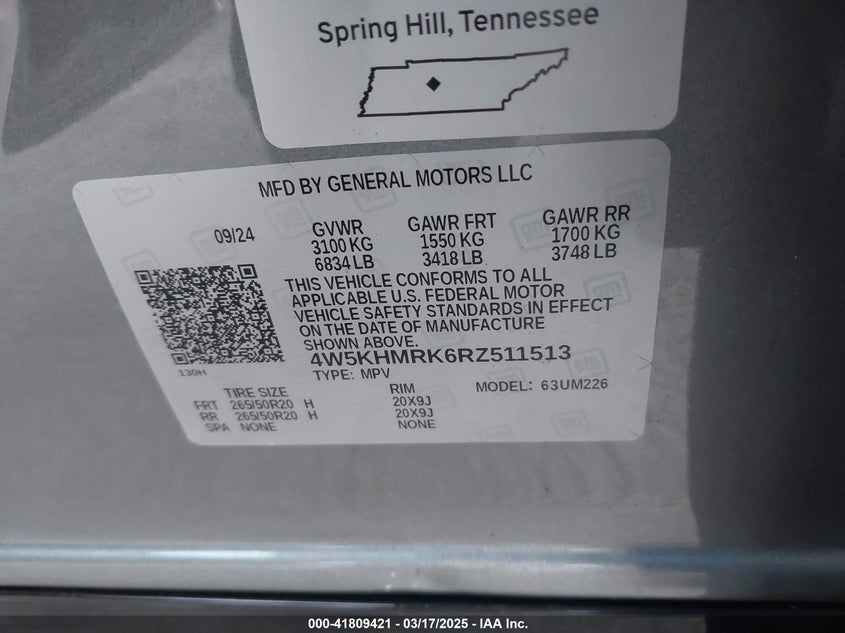 Spring Hill, Tennessee
MFD BY GENERAL MOTORS LLC
09/24
GVWR
3100 KG
6834 LB
GAWR FRT
1550 KG
3418 LB
GAWR RR
1700 KG
3748 LB
THIS VEHICLE CONFORMS TO ALL
APPLICABLE U.S. FEDERAL MOTOR
VEHICLE SAFETY STANDARDS IN EFFECT
ON THE DATE OF MANUFACTURE
SHOWN ABOVE.
4W5KHMRK6RZ511513
130H
TYPE: MPV
MODEL: 63UM226
TIRE SIZE RIM
FRT 265/50R20 H 20X9J
RR 265/50R20 H 20X9J
SPA NONE NONE
000-41809421 - 03/17/2025 - IAA Inc.